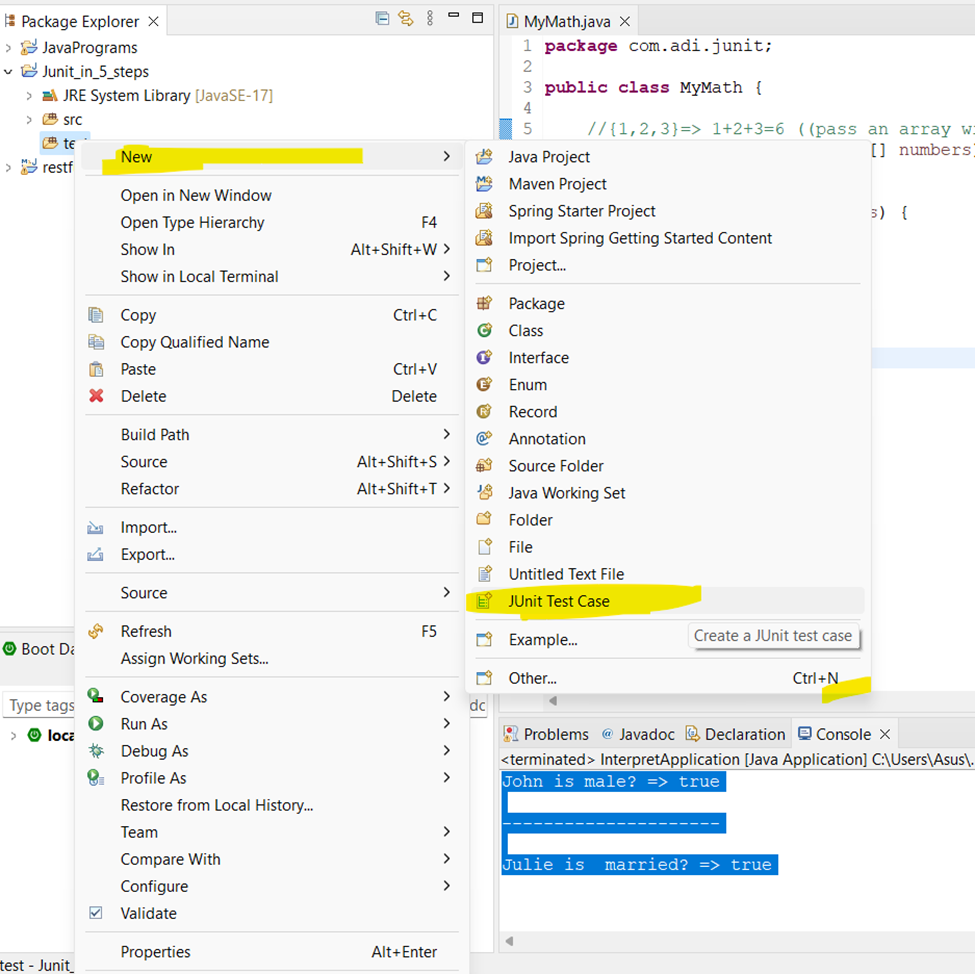 Package Explorer
JavaPrograms
Junit_in_5_steps
JRE System Library [JavaSE-17]
src
restf
MyMath.java
1 package com.adi.junit;
2
3 public class MyMath {
4
5 //{1,2,3}=> 1+2+3=6 ((pass an array wi
[] numbers)
s) {
New
Open in New Window
Open Type Hierarchy F4
Show In Alt+Shift+W
Show in Local Terminal
Copy Ctrl+C
Copy Qualified Name
Paste Ctrl+V
Delete Delete
Build Path
Source Alt+Shift+S
Refactor Alt+Shift+T
Import...
Export...
Source
Refresh F5
Assign Working Sets...
Coverage As
Run As
Debug As
Profile As
Restore from Local History...
Team
Compare With
Configure
Validate
Properties Alt+Enter
Java Project
Maven Project
Spring Starter Project
Import Spring Getting Started Content
Project...
Package
Class
Interface
Enum
Record
Annotation
Source Folder
Java Working Set
Folder
File
Untitled Text File
JUnit Test Case
Example...
Create a JUnit test case
Other... Ctrl+N
Boot Da
Type tags
loca
Problems Javadoc Declaration Console
<terminated> InterpretApplication [Java Application] C:\Users\Asus\.
John is male? => true
---------------------
Julie is  married? => true
test - Junit_